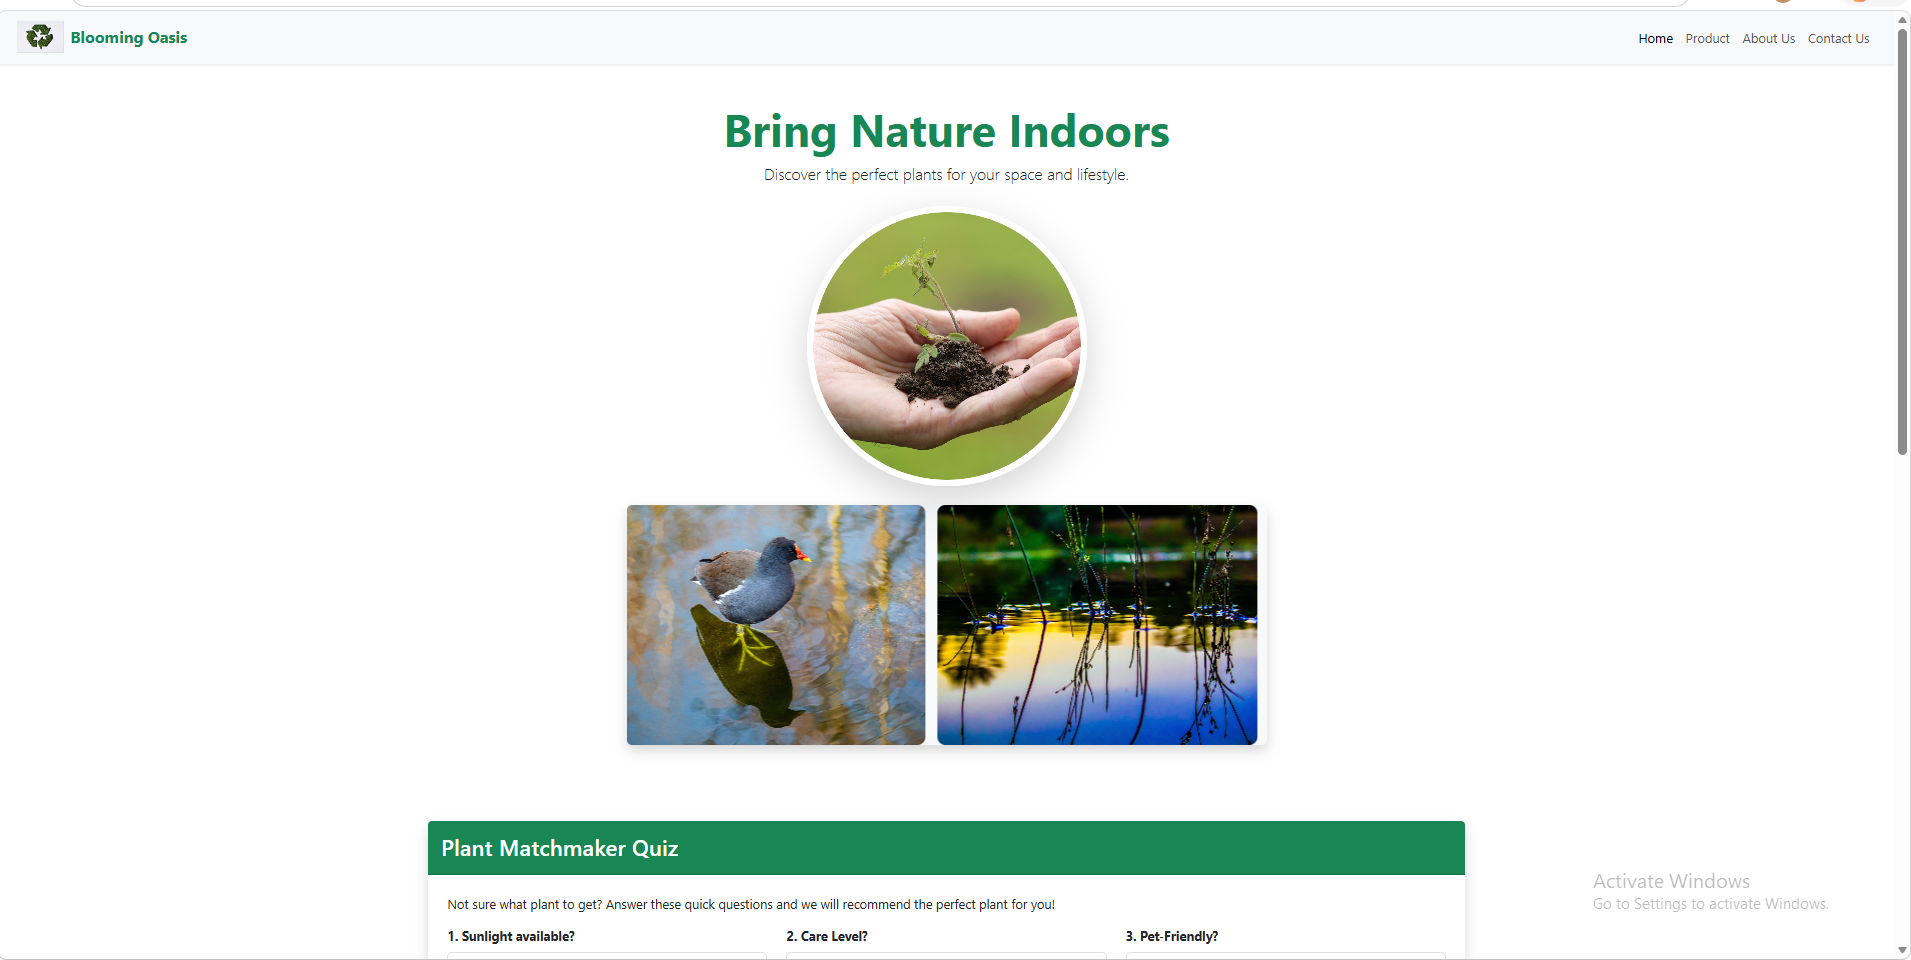 Blooming Oasis
Home Product About Us Contact Us
Bring Nature Indoors
Discover the perfect plants for your space and lifestyle.
Plant Matchmaker Quiz
Not sure what plant to get? Answer these quick questions and we will recommend the perfect plant for you!
1. Sunlight available? 2. Care Level? 3. Pet-Friendly?
Activate Windows
Go to Settings to activate Windows.